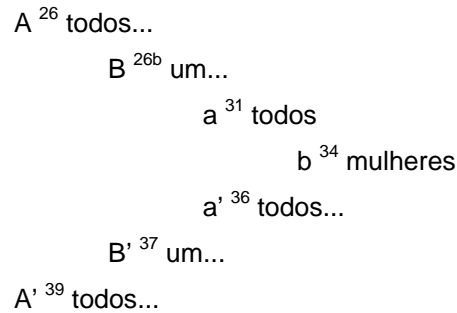 A ²⁶ todos...
B ²⁶ᵇ um...
a ³¹ todos
b ³⁴ mulheres
a’ ³⁶ todos...
B’ ³⁷ um...
A’ ³⁹ todos...